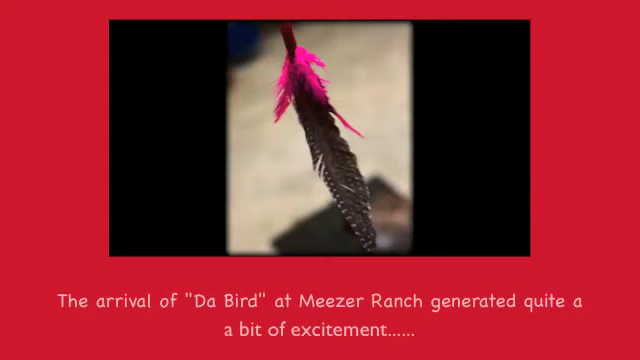 The arrival of "Da Bird" at Meezer Ranch generated quite a
a bit of excitement......